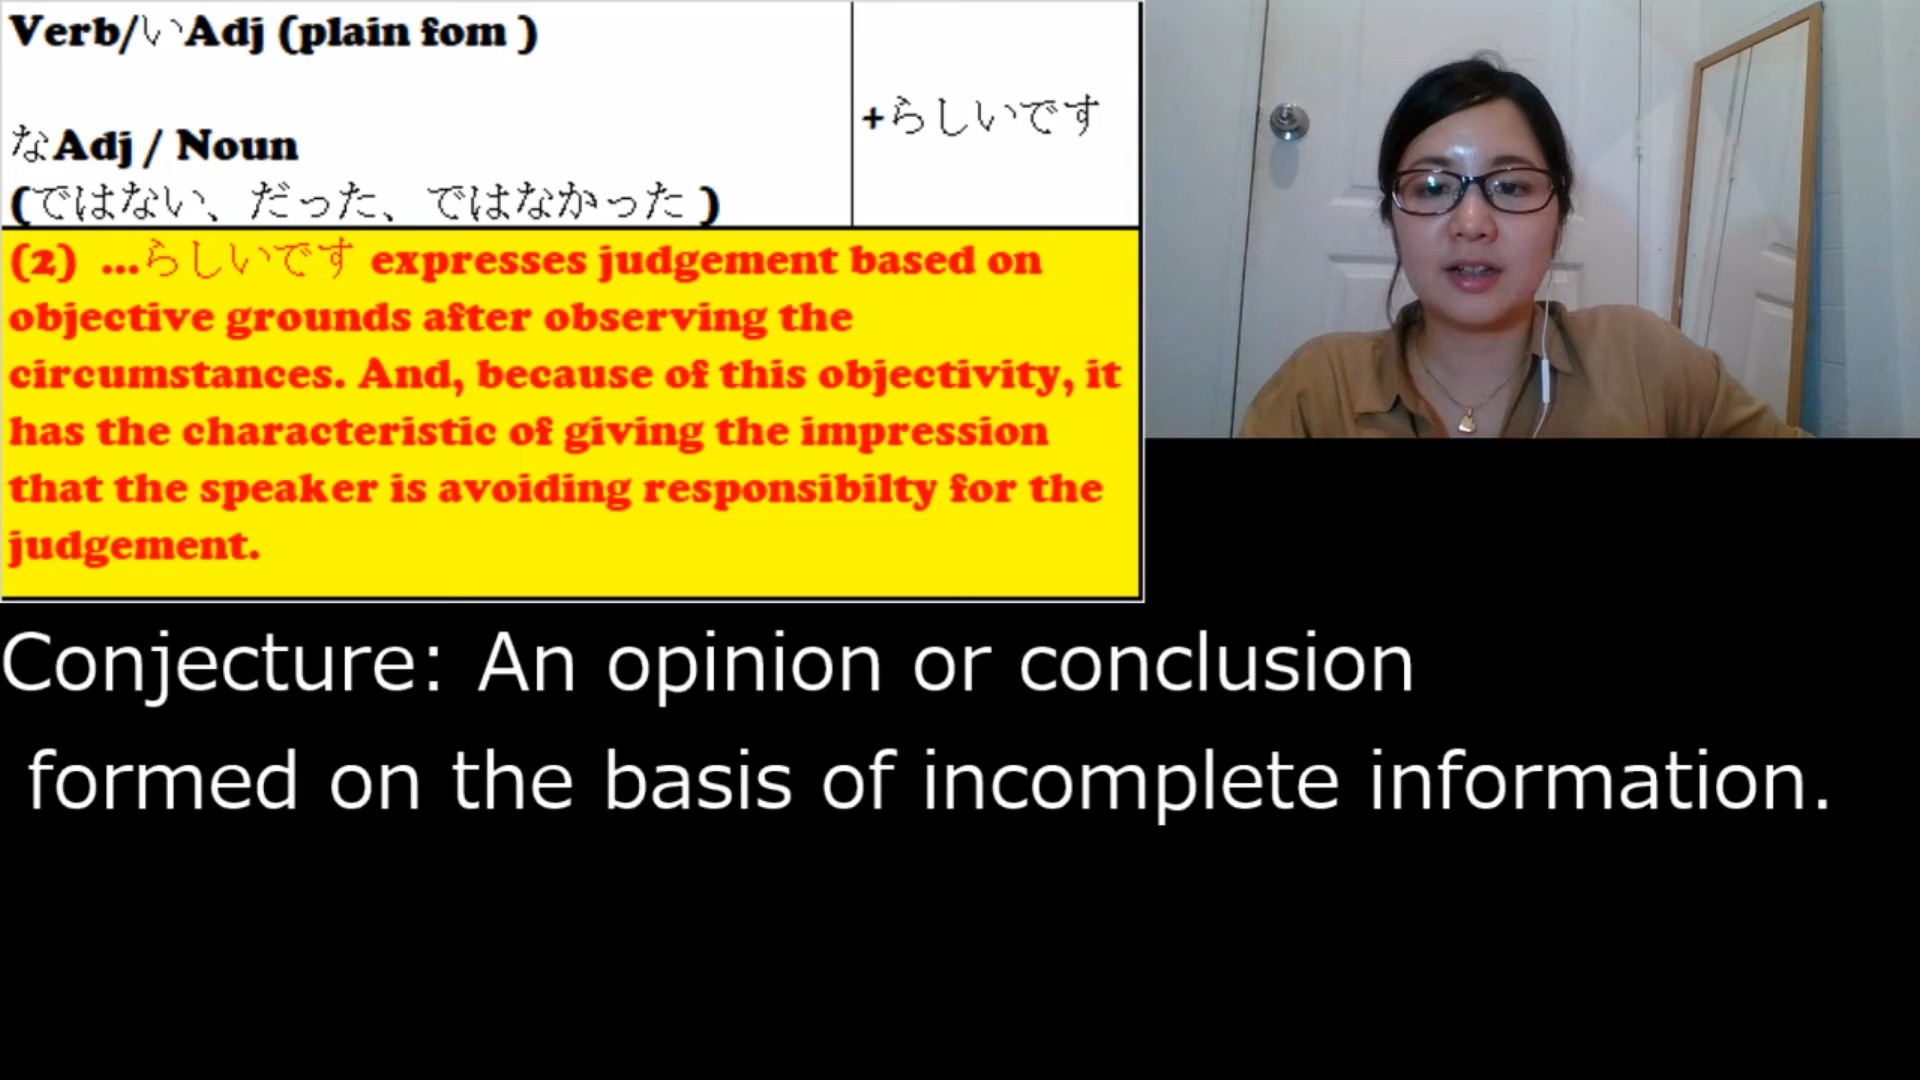 Verb/いAdj (plain fom )
なAdj / Noun
(ではない、だった、ではなかった )
+らしいです
(2) ...らしいです expresses judgement based on
objective grounds after observing the
circumstances. And, because of this objectivity, it
has the characteristic of giving the impression
that the speaker is avoiding responsibilty for the
judgement.
Conjecture: An opinion or conclusion
formed on the basis of incomplete information.